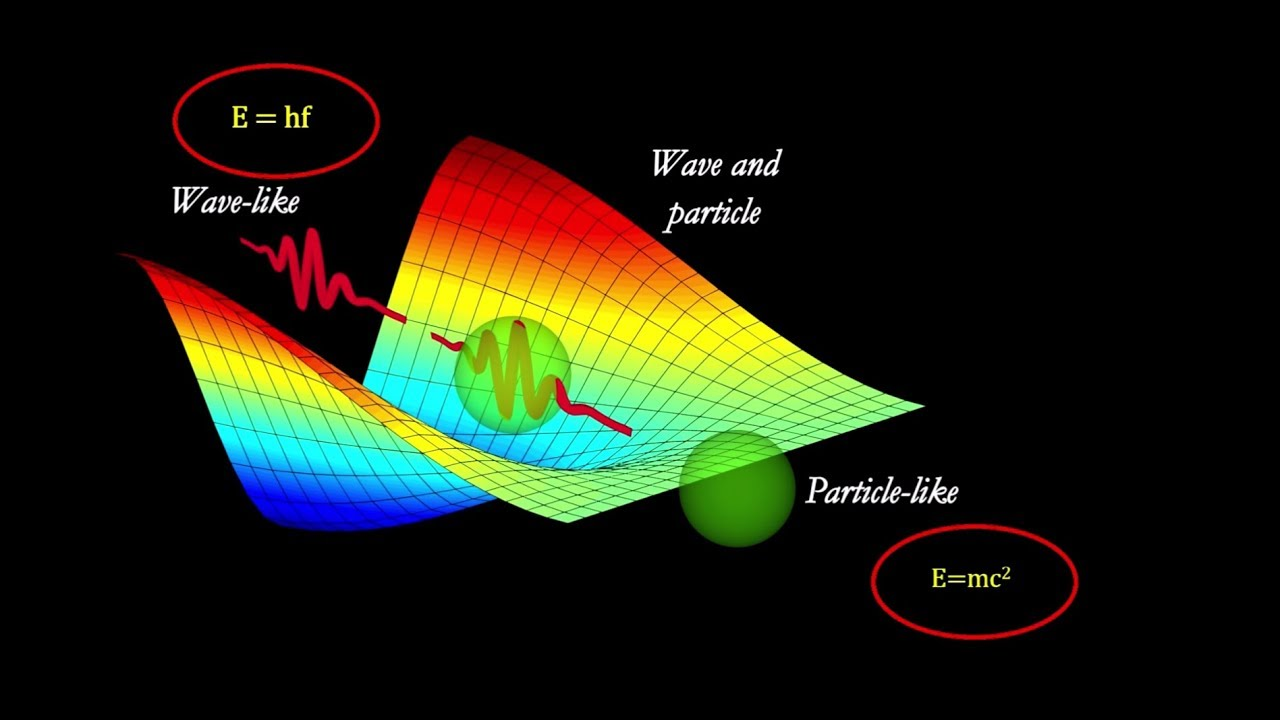 E = hf
Wave-like
Wave and
particle
Particle-like
E=mc²